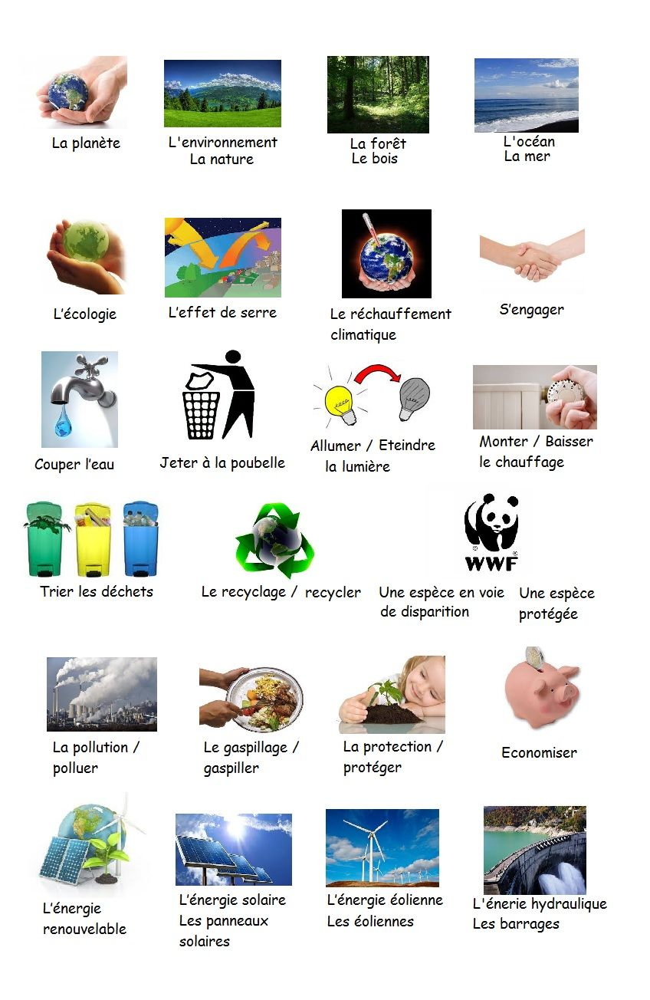 La planète
L'environnement
La nature
La forêt
Le bois
L'océan
La mer
L'écologie
L'effet de serre
Le réchauffement
climatique
S'engager
Couper l'eau
Jeter à la poubelle
Allumer / Eteindre
la lumière
Monter / Baisser
le chauffage
Trier les déchets
Le recyclage / recycler
© ®
WWF
Une espèce en voie
de disparition
Une espèce
protégée
La pollution /
polluer
Le gaspillage /
gaspiller
La protection /
protéger
Economiser
L'énergie
renouvelable
L'énergie solaire
Les panneaux
solaires
L'énergie éolienne
Les éoliennes
L'énerie hydraulique
Les barrages